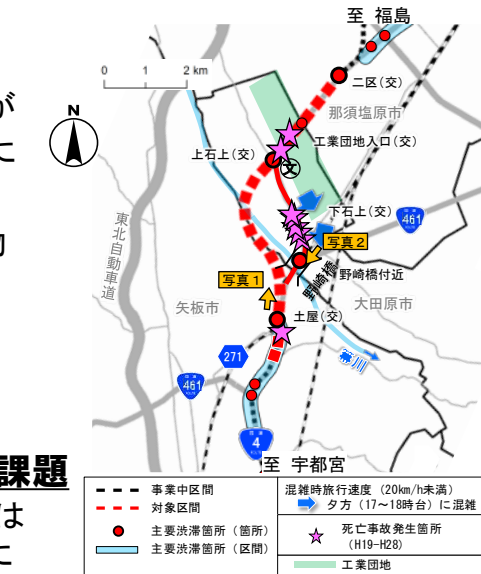 至 福島
0 1 2 km
二区(交)
那須塩原市
が
に
N
工業団地入口(交)
上石上(交)
文
下石上(交)
461
東北自動車道
写真2
野崎橋
野崎橋付近
写真1
大田原市
矢板市
土屋(交)
箒川
271
461
4
至 宇都宮
課題
は
に
事業中区間
対象区間
主要渋滞箇所(箇所)
主要渋滞箇所(区間)
混雑時旅行速度(20km/h未満)
夕方(17~18時台)に混雑
死亡事故発生箇所
(H19-H28)
工業団地